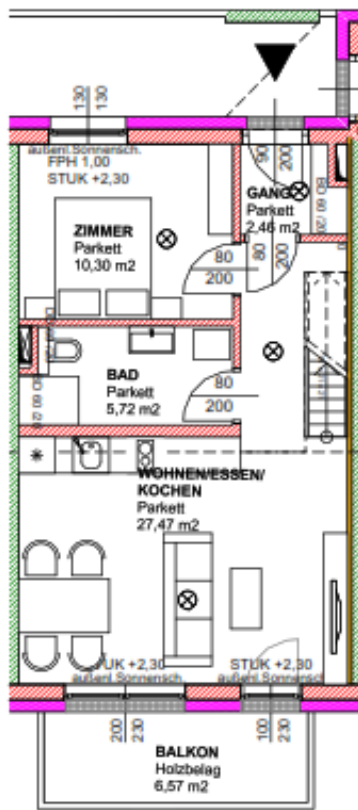 130
130
außenl.Sonnensch.
FPH 1,00
STUK +2,30
90
200
GANG
Parkett
2,46 m2
80
200
ZIMMER
Parkett
10,30 m2
80
200
BAD
Parkett
5,72 m2
80
200
WOHNEN/ESSEN/
KOCHEN
Parkett
27,47 m2
STUK +2,30
außenl.Sonnensch.
STUK +2,30
außenl.Sonnensch.
200
230
100
230
BALKON
Holzbelag
6,57 m2